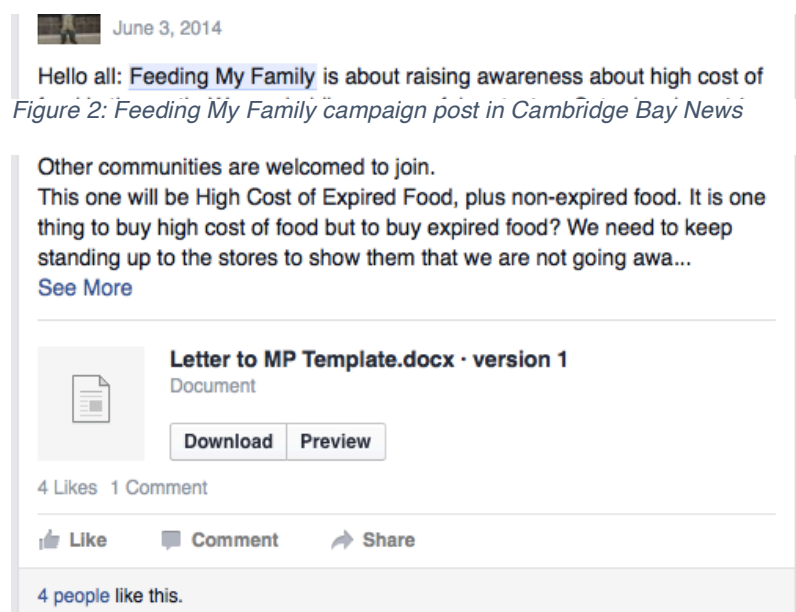 June 3, 2014
Hello all: Feeding My Family is about raising awareness about high cost of
Figure 2: Feeding My Family campaign post in Cambridge Bay News
Other communities are welcomed to join.
This one will be High Cost of Expired Food, plus non-expired food. It is one
thing to buy high cost of food but to buy expired food? We need to keep
standing up to the stores to show them that we are not going awa...
See More
Letter to MP Template.docx · version 1
Document
Download Preview
4 Likes 1 Comment
Like Comment Share
4 people like this.